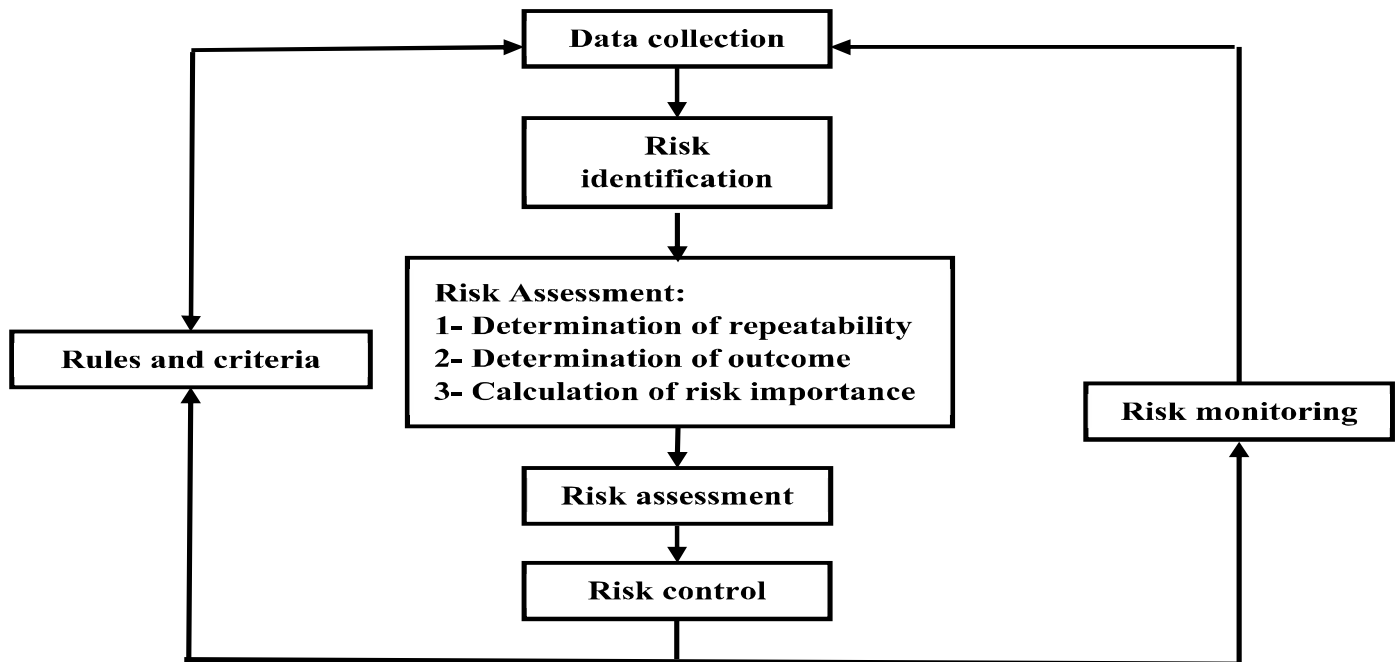 Data collection
Risk
identification
Risk Assessment:
1- Determination of repeatability
2- Determination of outcome
3- Calculation of risk importance
Rules and criteria
Risk monitoring
Risk assessment
Risk control